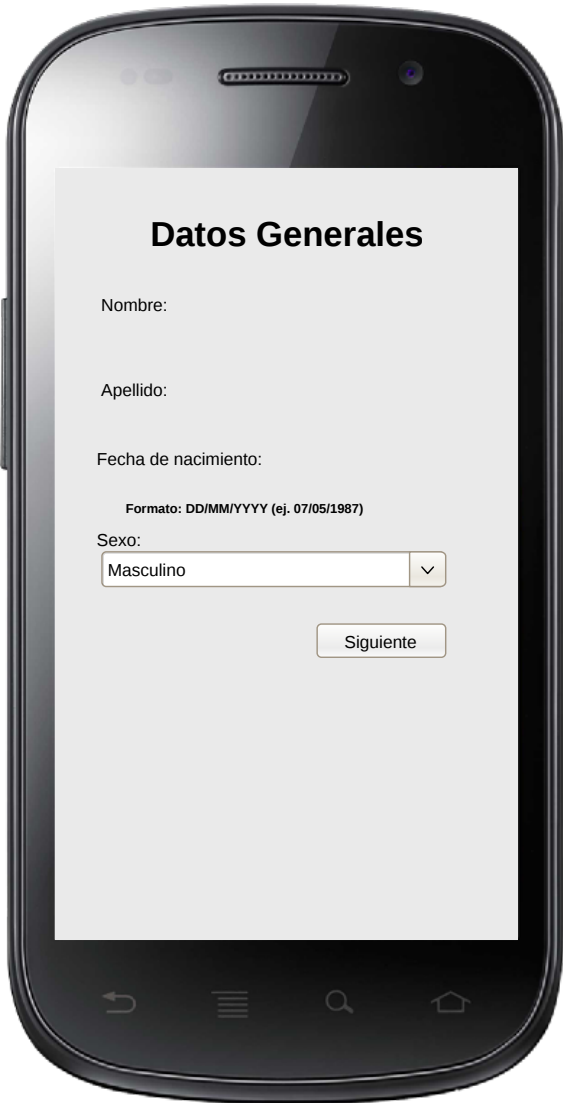 Datos Generales
Nombre:
Apellido:
Fecha de nacimiento:
Formato: DD/MM/YYYY (ej. 07/05/1987)
Sexo:
Masculino
Siguiente